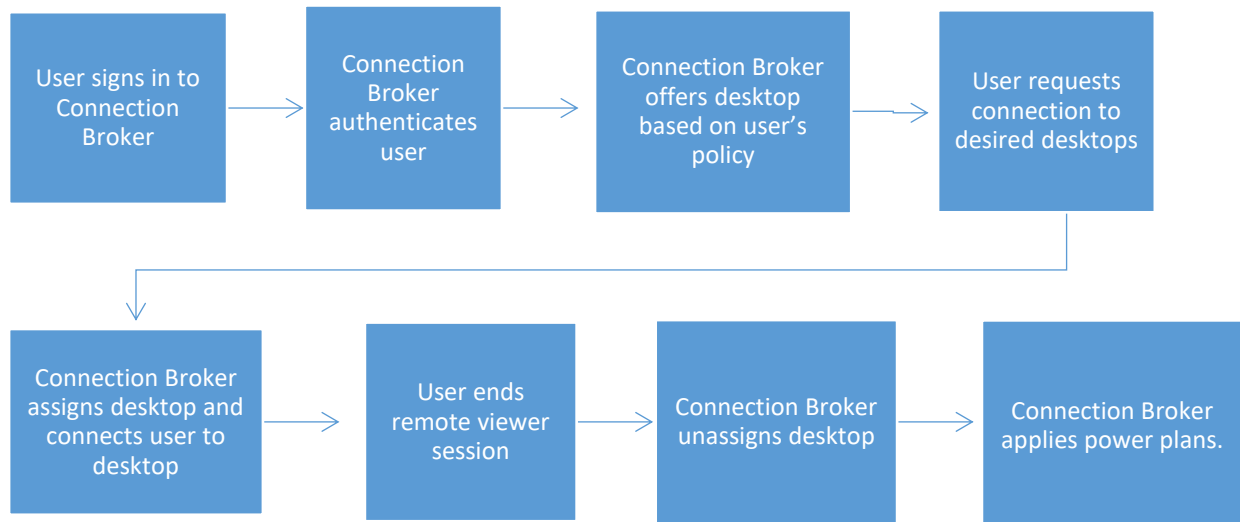 User signs in to
Connection
Broker
Connection
Broker
authenticates
user
Connection Broker
offers desktop
based on user's
policy
User requests
connection to
desired desktops
Connection Broker
assigns desktop and
connects user to
desktop
User ends
remote viewer
session
Connection Broker
unassigns desktop
Connection Broker
applies power plans.